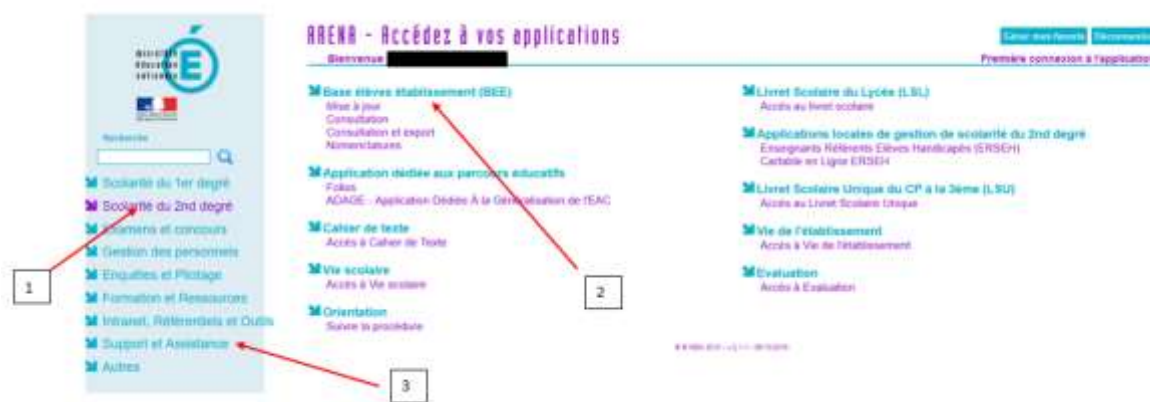 MINISTÈRE
ÉDUCATION
NATIONALE
Recherche
Scolarité du 1er degré
Scolarité du 2nd degré
Examens et concours
Gestion des personnels
Enquêtes et Pilotage
Formation et Ressources
Intranet, Référentiels et Outils
Support et Assistance
Autres
ARENA - Accédez à vos applications
Bienvenue
Gérer mes favoris
Première connexion à l'application
Base élèves établissement (BEE)
Mise à jour
Consultation
Consultation et export
Nomenclatures
Application dédiée aux parcours éducatifs
Folios
ADAGE - Application Dédiée À la Généralisation de l'EAC
Cahier de texte
Accès à Cahier de Texte
Vie scolaire
Accès à Vie scolaire
Orientation
Suivre la procédure
Livret Scolaire du Lycée (LSL)
Accès au livret scolaire
Applications locales de gestion de scolarité du 2nd degré
Enseignants Référents Elèves Handicapés (ERSEH)
Cartable en Ligne ERSEH
Livret Scolaire Unique du CP à la 3ème (LSU)
Accès au Livret Scolaire Unique
Vie de l'établissement
Accès à Vie de l'établissement
Evaluation
Accès à Evaluation
1
2
3